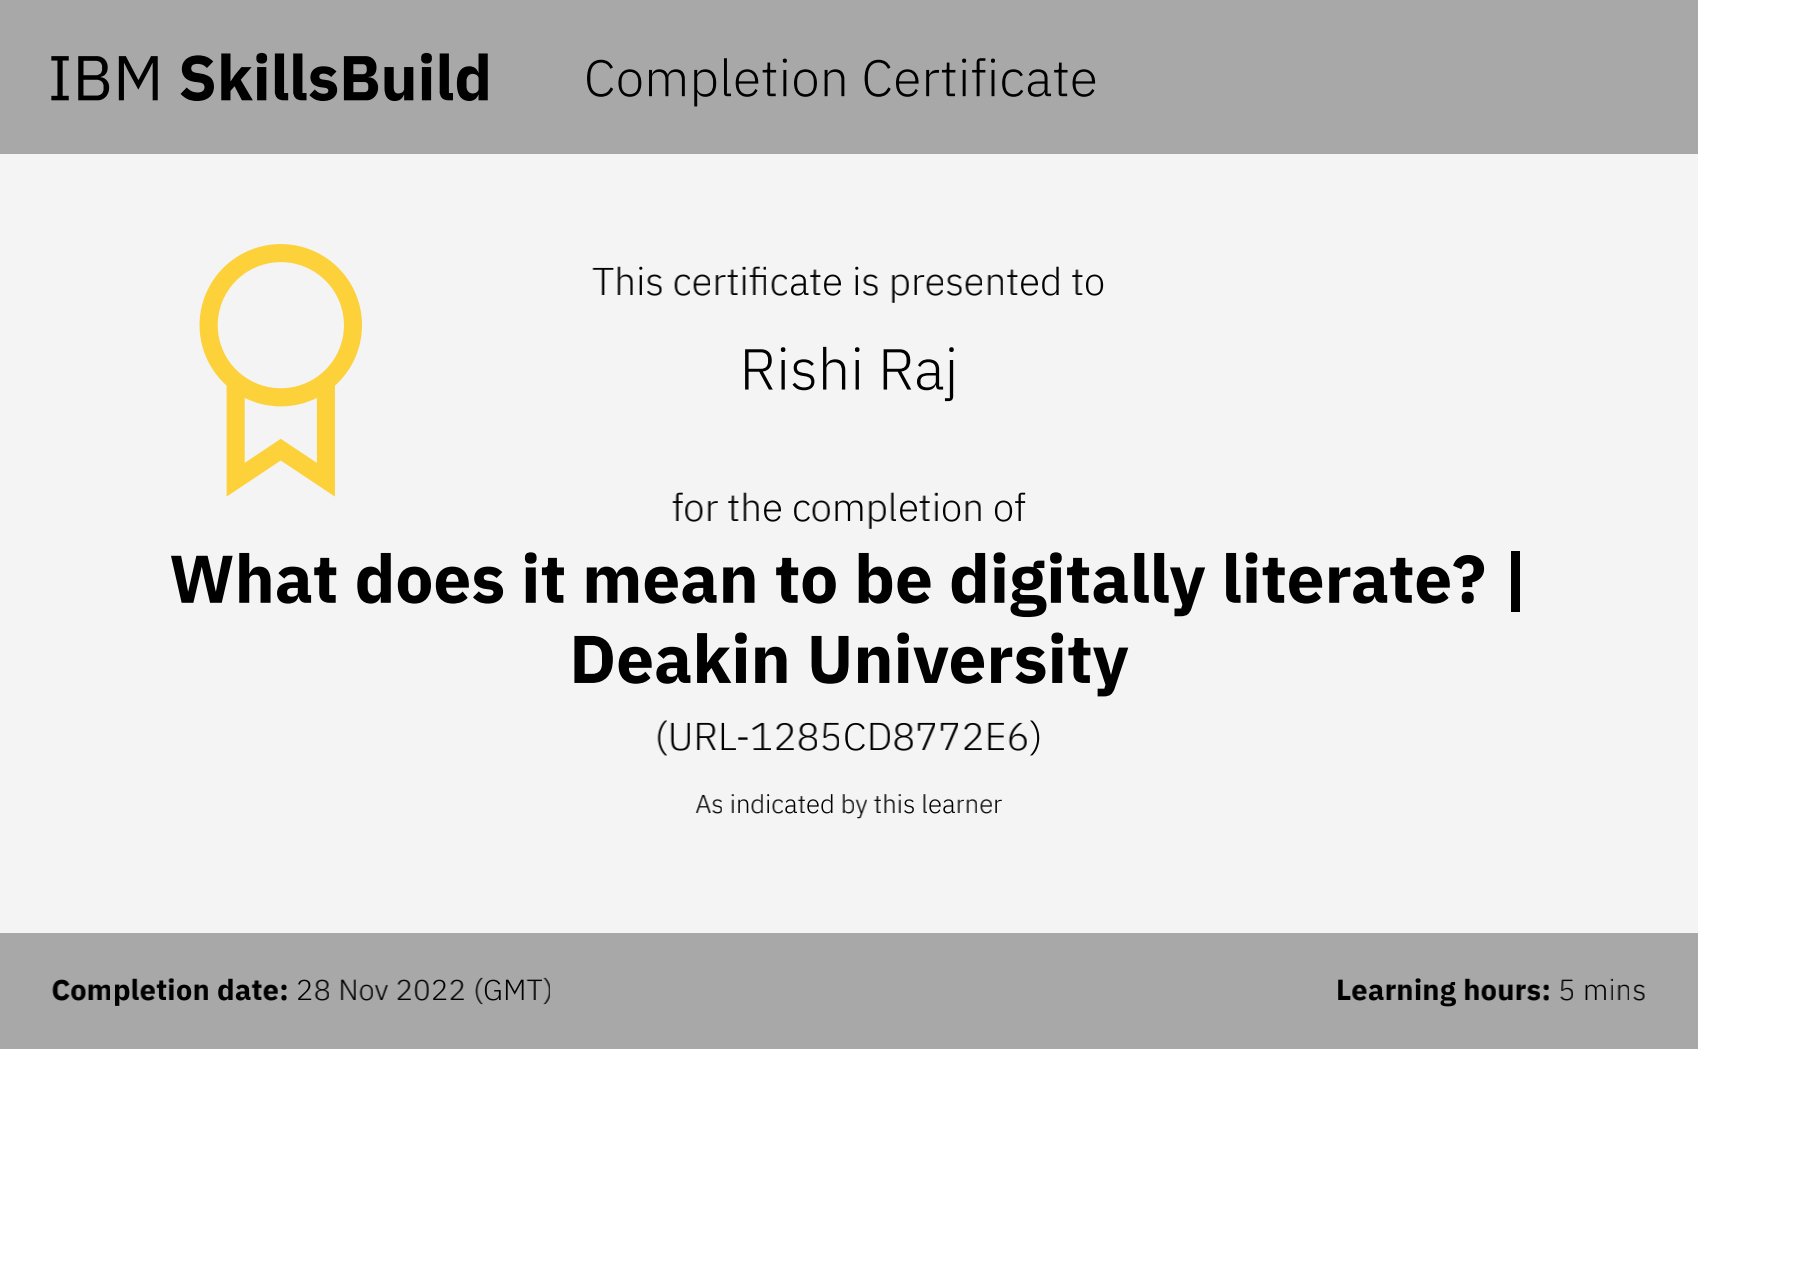 IBM SkillsBuild Completion Certificate
This certificate is presented to
Rishi Raj
for the completion of
What does it mean to be digitally literate? |
Deakin University
(URL-1285CD8772E6)
As indicated by this learner
Completion date: 28 Nov 2022 (GMT) Learning hours: 5 mins